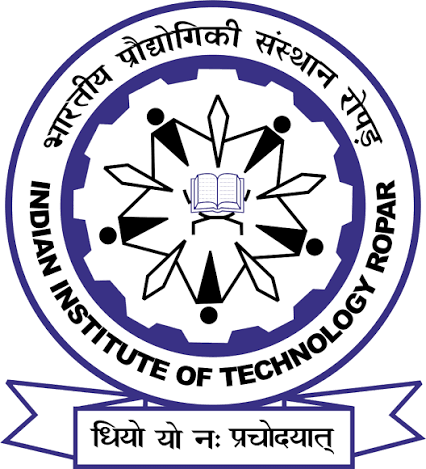 भारतीय प्रौद्योगिकी संस्थान रोपड़
INDIAN INSTITUTE OF TECHNOLOGY ROPAR
धियो यो नः प्रचोदयात्